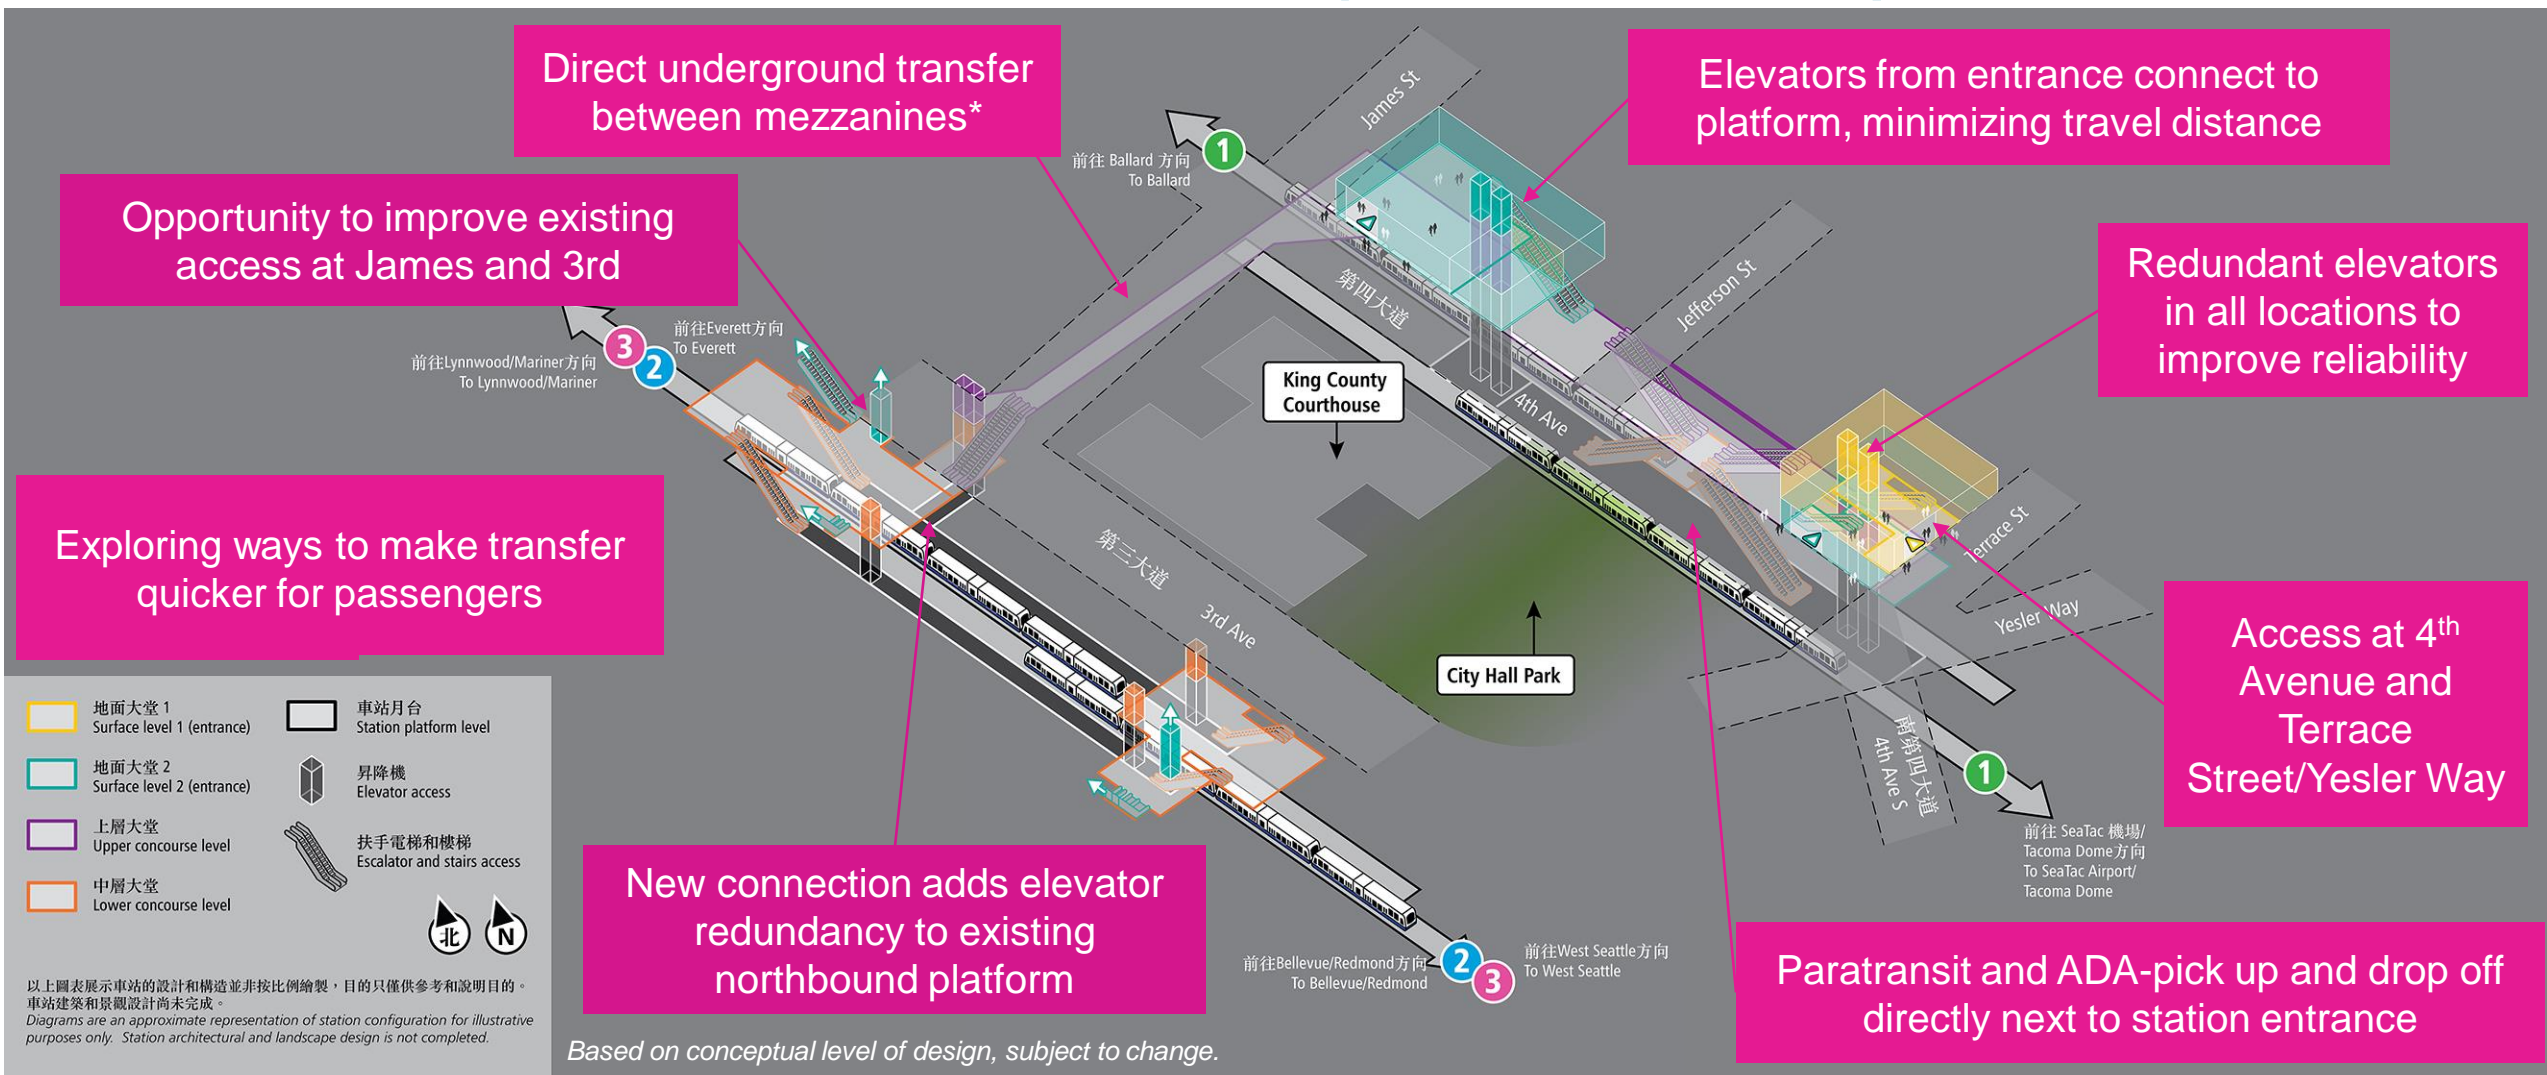 Direct underground transfer
between mezzanines*
Elevators from entrance connect to
platform, minimizing travel distance
Opportunity to improve existing
access at James and 3rd
Redundant elevators
in all locations to
improve reliability
Exploring ways to make transfer
quicker for passengers
Access at 4th
Avenue and
Terrace
Street/Yesler Way
New connection adds elevator
redundancy to existing
northbound platform
Paratransit and ADA-pick up and drop off
directly next to station entrance
James St
前往 Ballard 方向
To Ballard
1
Jefferson St
第四大道
4th Ave
前往Everett方向
To Everett
前往Lynnwood/Mariner方向
To Lynnwood/Mariner
3
2
King County
Courthouse
第三大道
3rd Ave
City Hall Park
Terrace St
Yesler Way
南第四大道
4th Ave S
1
前往 SeaTac 機場/
Tacoma Dome方向
To SeaTac Airport/
Tacoma Dome
前往Bellevue/Redmond方向
To Bellevue/Redmond
2
3
前往West Seattle方向
To West Seattle
地面大堂 1
Surface level 1 (entrance)
地面大堂 2
Surface level 2 (entrance)
上層大堂
Upper concourse level
中層大堂
Lower concourse level
車站月台
Station platform level
昇降機
Elevator access
扶手電梯和樓梯
Escalator and stairs access
北
N
以上圖表展示車站的設計和構造並非按比例繪製，目的只僅供參考和說明目的。
車站建築和景觀設計尚未完成。
Diagrams are an approximate representation of station configuration for illustrative
purposes only. Station architectural and landscape design is not completed.
Based on conceptual level of design, subject to change.